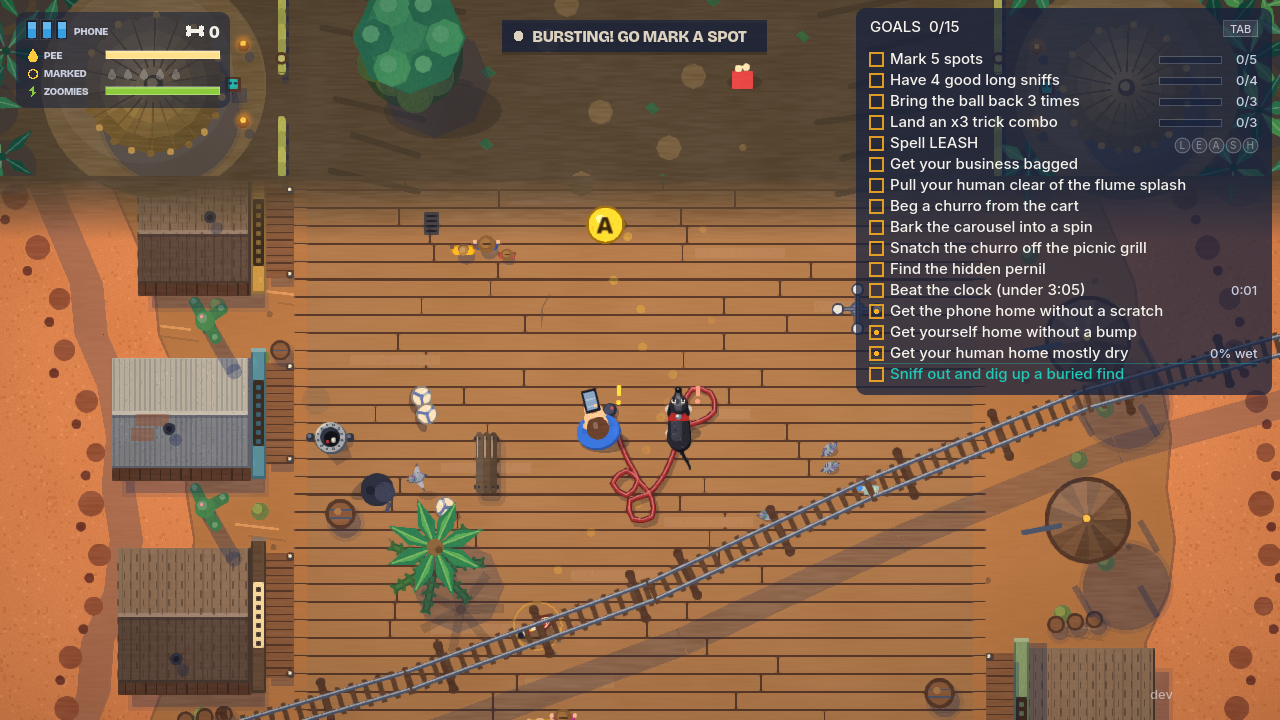 PHONE
0
PEE
MARKED
ZOOMIES
BURSTING! GO MARK A SPOT
GOALS 0/15
TAB
Mark 5 spots 0/5
Have 4 good long sniffs 0/4
Bring the ball back 3 times 0/3
Land an x3 trick combo 0/3
Spell LEASH L E A S H
Get your business bagged
Pull your human clear of the flume splash
Beg a churro from the cart
Bark the carousel into a spin
Snatch the churro off the picnic grill
Find the hidden pernil
Beat the clock (under 3:05) 0:01
Get the phone home without a scratch
Get yourself home without a bump
Get your human home mostly dry 0% wet
Sniff out and dig up a buried find
A
!
!
dev